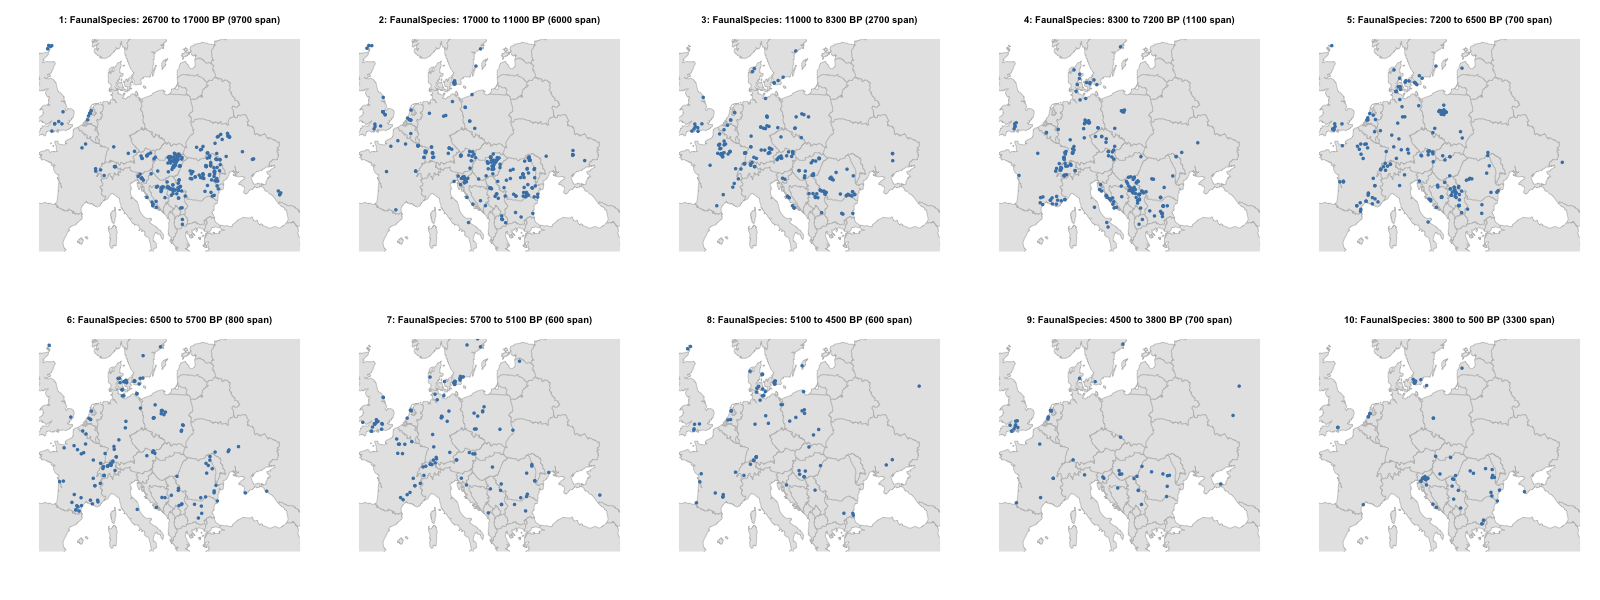 1: FaunalSpecies: 26700 to 17000 BP (9700 span)
2: FaunalSpecies: 17000 to 11000 BP (6000 span)
3: FaunalSpecies: 11000 to 8300 BP (2700 span)
4: FaunalSpecies: 8300 to 7200 BP (1100 span)
5: FaunalSpecies: 7200 to 6500 BP (700 span)
6: FaunalSpecies: 6500 to 5700 BP (800 span)
7: FaunalSpecies: 5700 to 5100 BP (600 span)
8: FaunalSpecies: 5100 to 4500 BP (600 span)
9: FaunalSpecies: 4500 to 3800 BP (700 span)
10: FaunalSpecies: 3800 to 500 BP (3300 span)